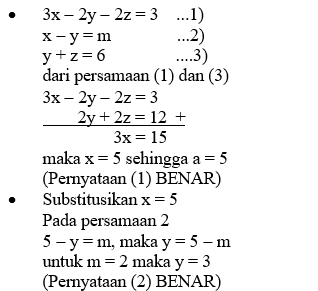 • 3x – 2y – 2z = 3 ...1)
x – y = m ...2)
y + z = 6 ....3)
dari persamaan (1) dan (3)
3x – 2y – 2z = 3
2y + 2z = 12 +
3x = 15
maka x = 5 sehingga a = 5
(Pernyataan (1) BENAR)
• Substitusikan x = 5
Pada persamaan 2
5 – y = m, maka y = 5 – m
untuk m = 2 maka y = 3
(Pernyataan (2) BENAR)